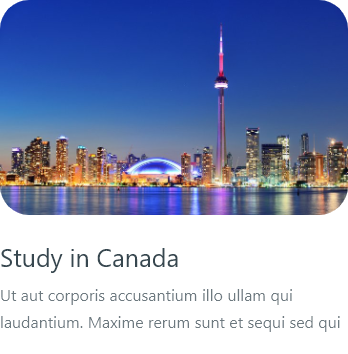 Study in Canada
Ut aut corporis accusantium illo ullam qui
laudantium. Maxime rerum sunt et sequi sed qui